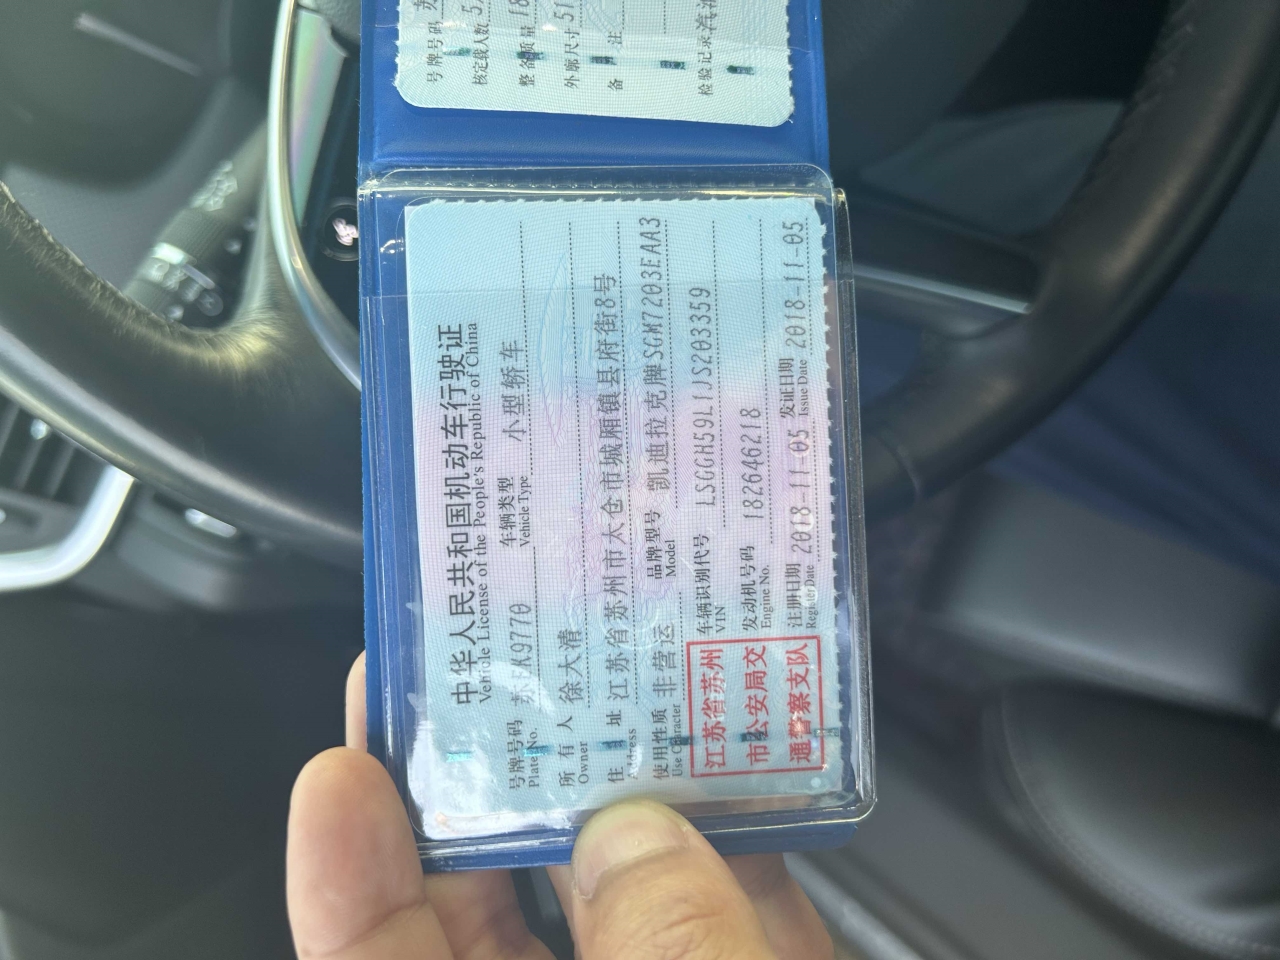 中华人民共和国机动车行驶证
Vehicle License of the People's Republic of China
号牌号码 Plate No. 苏EK9770 车辆类型 Vehicle Type 小型轿车
所有人 Owner 徐大清
住址 Address 江苏省苏州市太仓市城厢镇县府街8号
使用性质 Use Character 非营运 品牌型号 Model 凯迪拉克牌SGM7203EAA3
车辆识别代号 VIN LSGGH59L1JS203359
发动机号码 Engine No. 182646218
注册日期 Register Date 2018-11-05 发证日期 Issue Date 2018-11-05
江苏省苏州
市公安局交
通警察支队
号牌号码 苏
核定载人数 5
整备质量 18
外廓尺寸 51
备注
检验记录 汽油